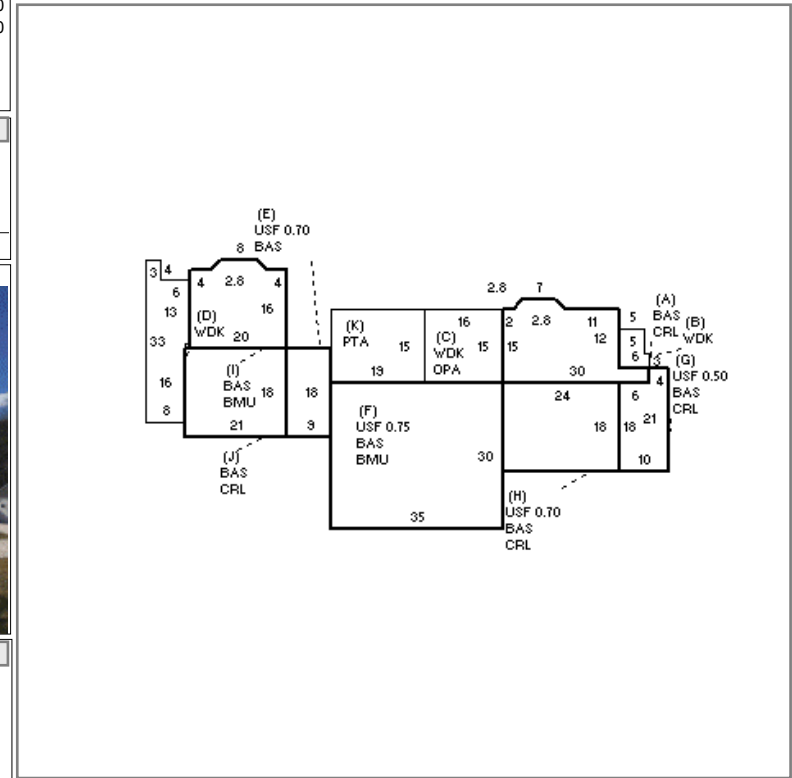 0
0
(E)
USF 0.70
BAS
8
3
4
4
2.8
4
6
13
(D)
WDK
16
33
20
16
(I)
BAS
BMU
18
18
8
21
9
(J)
BAS
CRL
(K)
PTA
15
19
16
(C)
WDK
OPA
15
2.8
7
2
2.8
11
15
12
30
(A)
BAS
CRL
5
5
6
(B)
WDK
3
(G)
USF 0.50
BAS
CRL
4
24
6
18
18
21
10
(F)
USF 0.75
BAS
BMU
30
35
(H)
USF 0.70
BAS
CRL